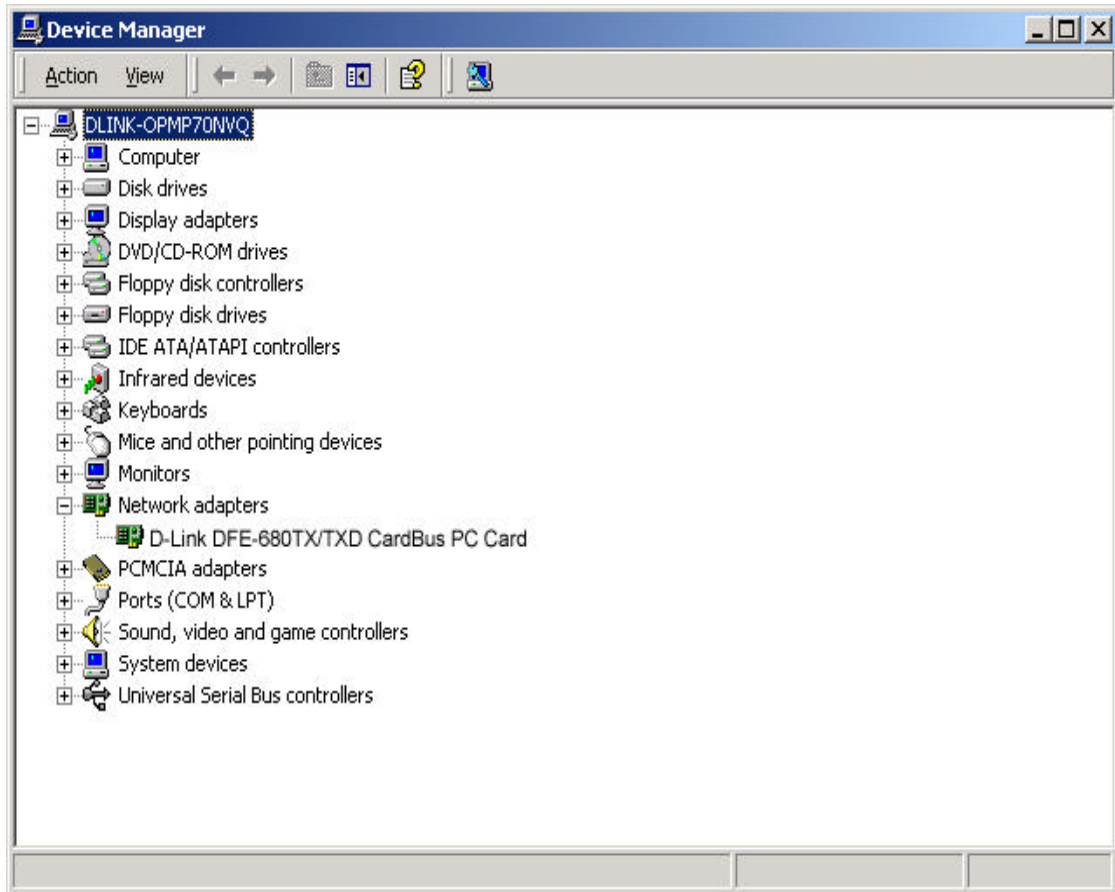 Device Manager
Action View
DLINK-OPMP70NVQ
Computer
Disk drives
Display adapters
DVD/CD-ROM drives
Floppy disk controllers
Floppy disk drives
IDE ATA/ATAPI controllers
Infrared devices
Keyboards
Mice and other pointing devices
Monitors
Network adapters
D-Link DFE-680TX/TXD CardBus PC Card
PCMCIA adapters
Ports (COM & LPT)
Sound, video and game controllers
System devices
Universal Serial Bus controllers